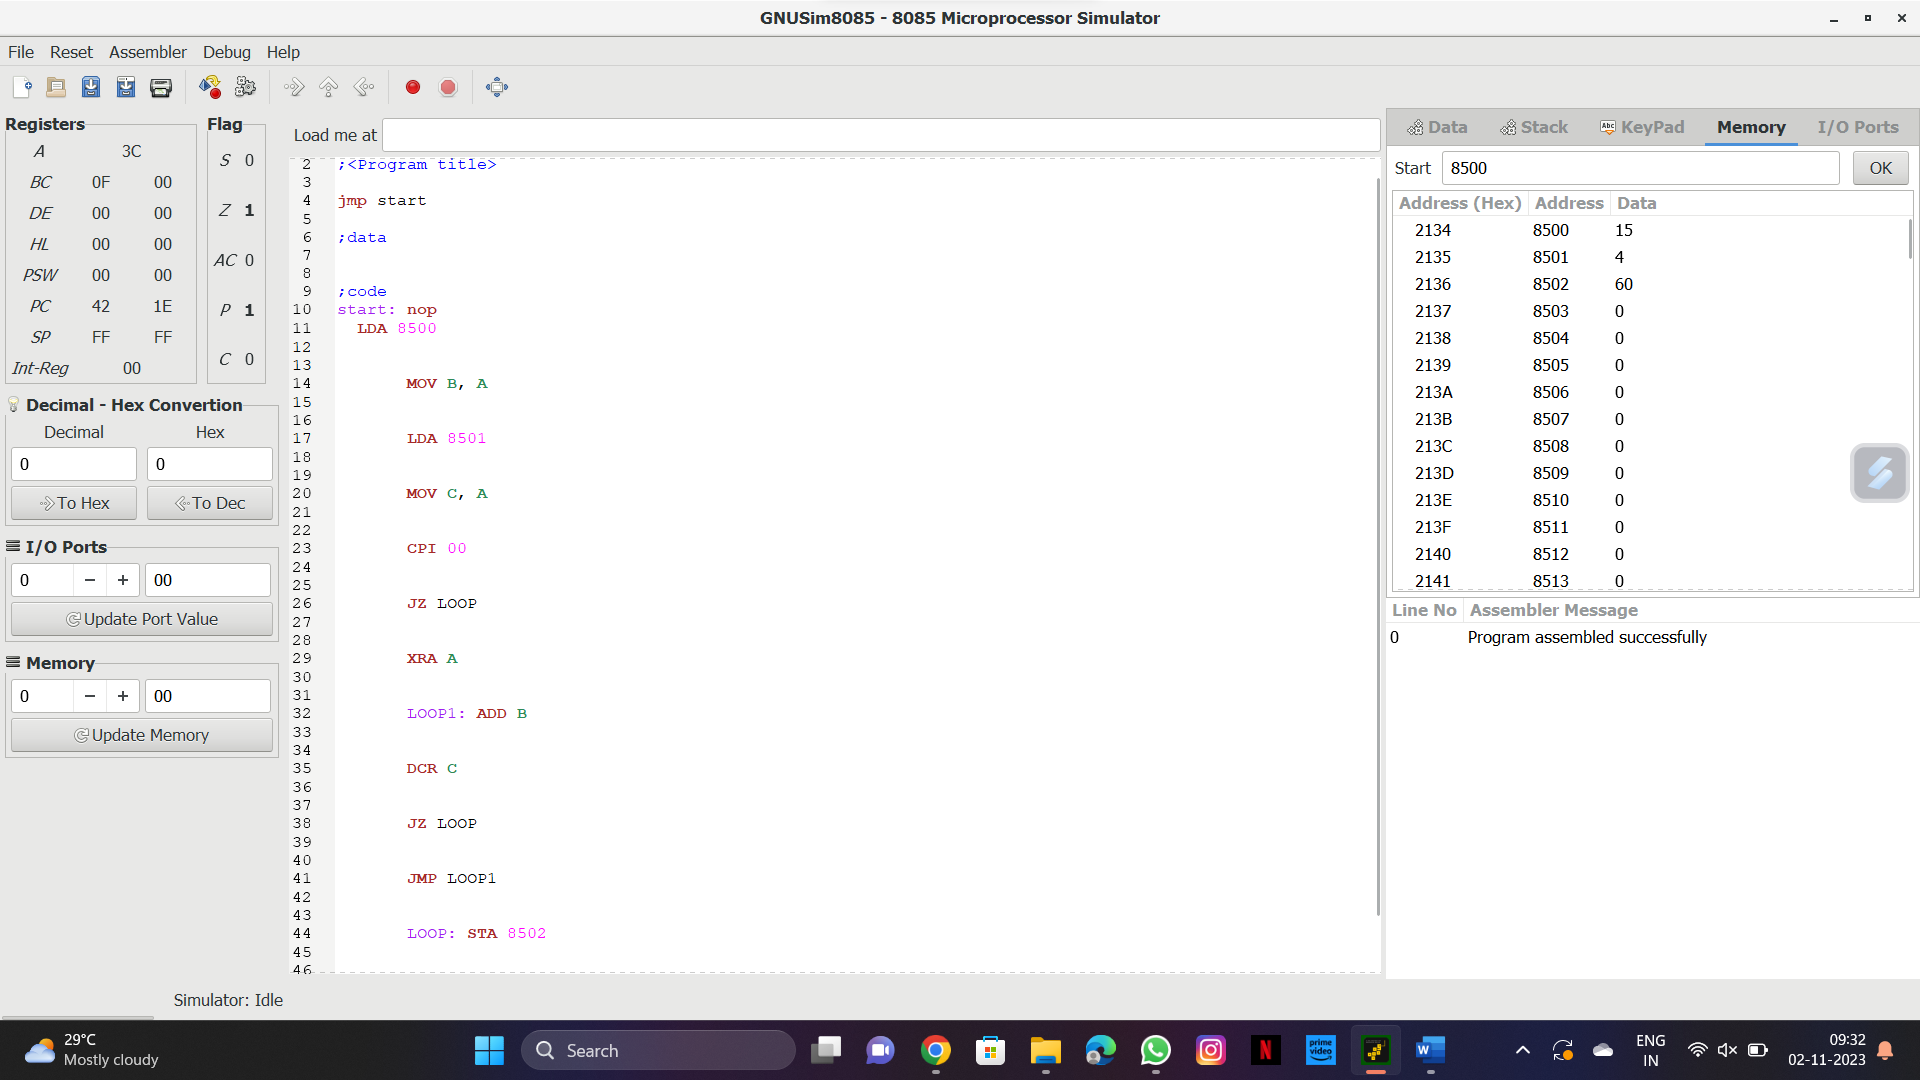 GNUSim8085 - 8085 Microprocessor Simulator
File Reset Assembler Debug Help
Registers
A 3C
BC 0F 00
DE 00 00
HL 00 00
PSW 00 00
PC 42 1E
SP FF FF
Int-Reg 00
Flag
S 0
Z 1
AC 0
P 1
C 0
Decimal - Hex Convertion
Decimal Hex
0 0
To Hex To Dec
I/O Ports
0 − + 00
Update Port Value
Memory
0 − + 00
Update Memory
Load me at
2 ;<Program title>
3
4 jmp start
5
6 ;data
7
8
9 ;code
10 start: nop
11 LDA 8500
12
13
14 MOV B, A
15
16
17 LDA 8501
18
19
20 MOV C, A
21
22
23 CPI 00
24
25
26 JZ LOOP
27
28
29 XRA A
30
31
32 LOOP1: ADD B
33
34
35 DCR C
36
37
38 JZ LOOP
39
40
41 JMP LOOP1
42
43
44 LOOP: STA 8502
45
46
Data Stack Abc KeyPad Memory I/O Ports
Start 8500 OK
Address (Hex) Address Data
2134 8500 15
2135 8501 4
2136 8502 60
2137 8503 0
2138 8504 0
2139 8505 0
213A 8506 0
213B 8507 0
213C 8508 0
213D 8509 0
213E 8510 0
213F 8511 0
2140 8512 0
2141 8513 0
Line No Assembler Message
0 Program assembled successfully
Simulator: Idle
29°C
Mostly cloudy
Search
prime
video
W
ENG
IN
09:32
02-11-2023